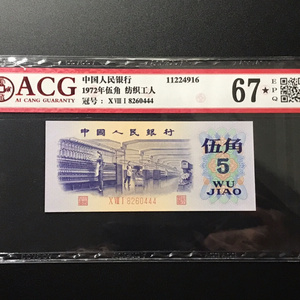 ACG
AI CANG GUARANTY
中国人民银行
11224916
1972年伍角 纺织工人
冠号： XⅦI 8260444
67★
EPQ
中國人民銀行
伍角
5
WU
JIAO
XⅦI 8260444